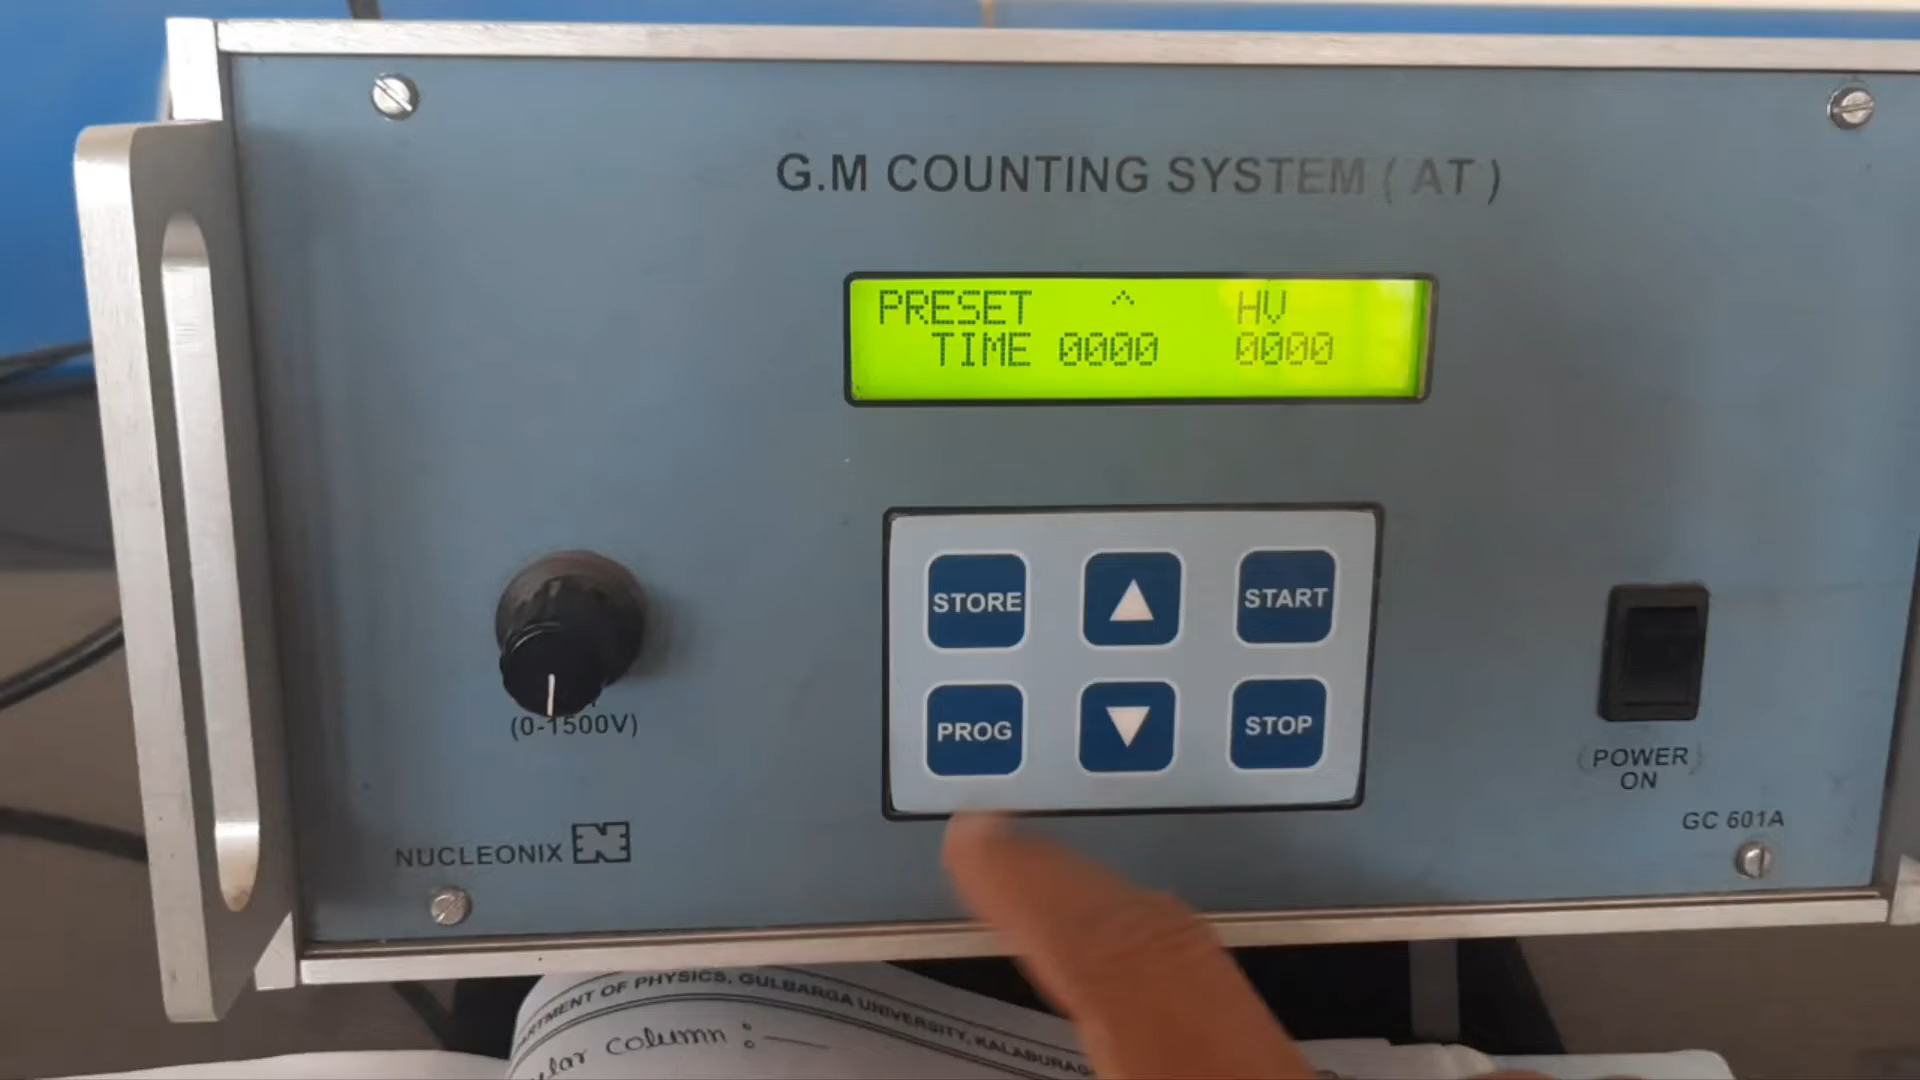 G.M COUNTING SYSTEM ( AT )
PRESET ^ HV
TIME 0000 0000
STORE
START
PROG
STOP
(0-1500V)
POWER
ON
GC 601A
NUCLEONIX
DEPARTMENT OF PHYSICS, GULBARGA UNIVERSITY, KALABURAG
column :